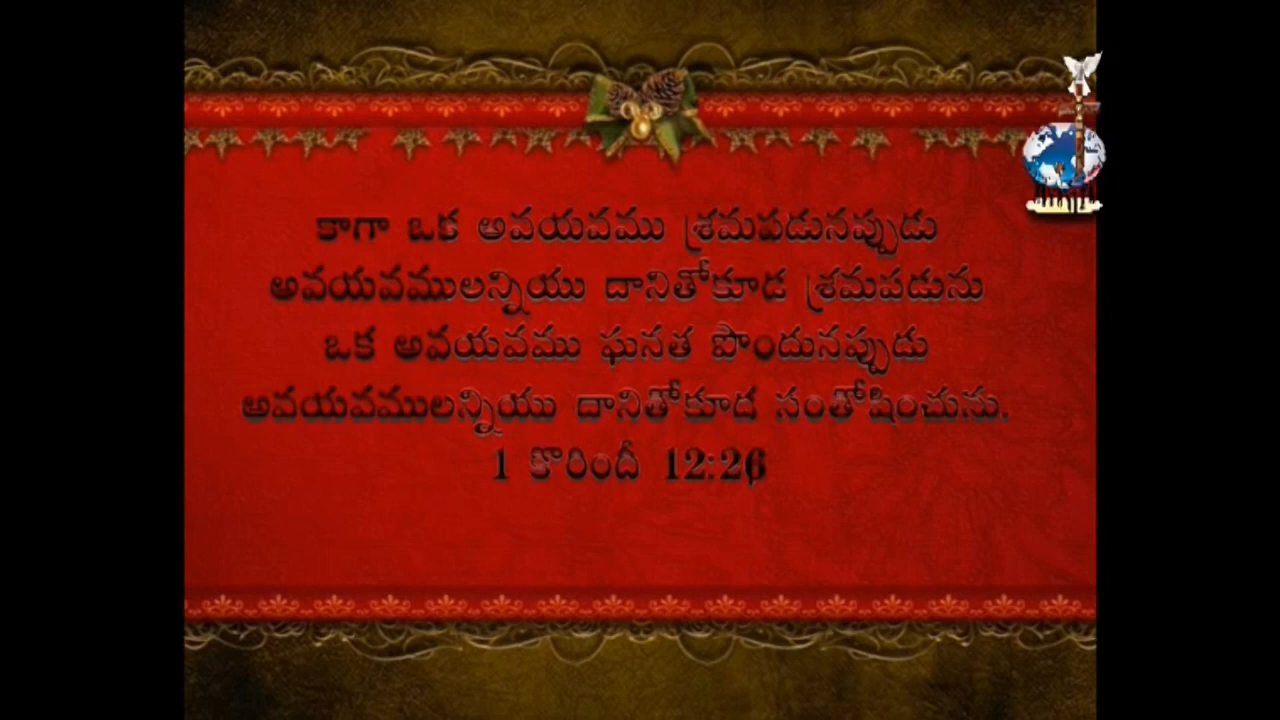 కాగా ఒక అవయవము శ్రమపడునప్పుడు
అవయవములన్నియు దానితోకూడ శ్రమపడును
ఒక అవయవము ఘనత పొందునప్పుడు
అవయవములన్నియు దానితోకూడ సంతోషించును.
1 కొరిందీ 12:26